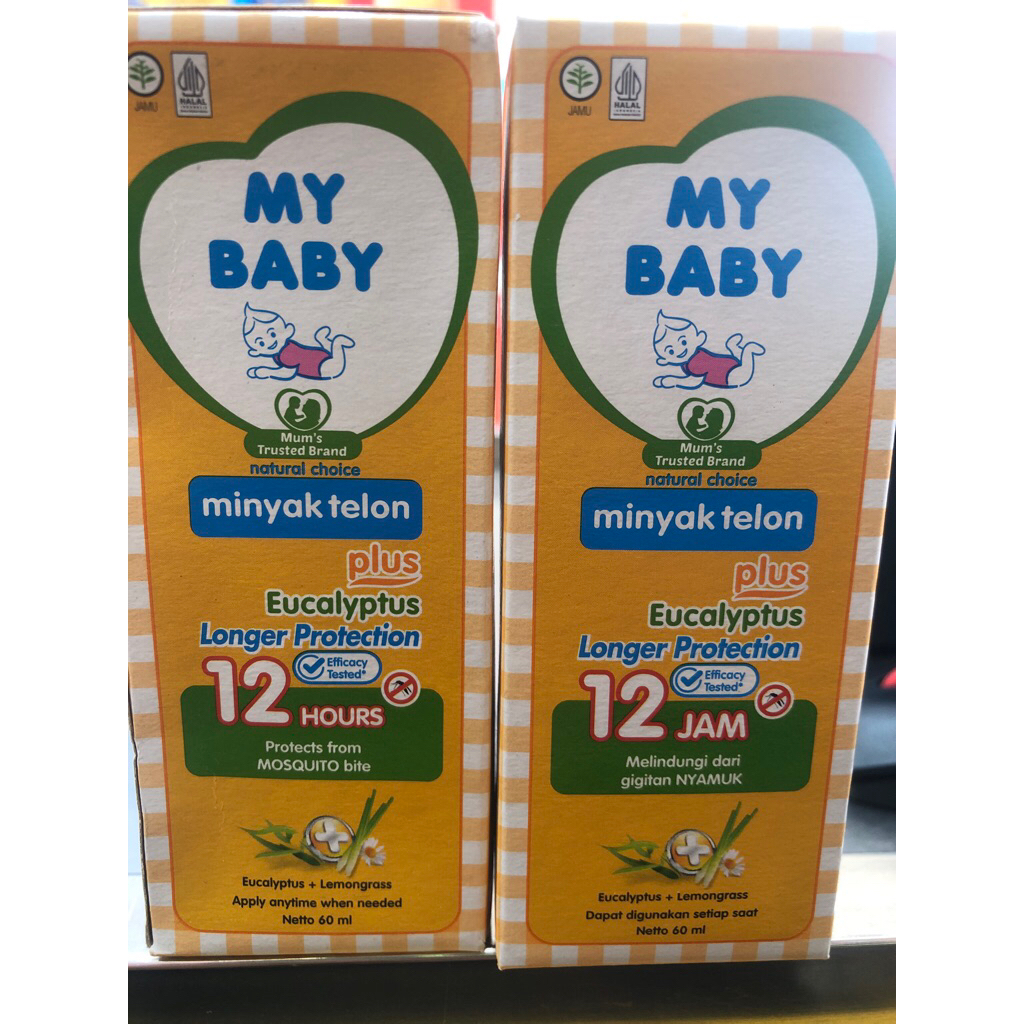 JAMU
HALAL
INDONESIA
MY
BABY
Mum's
Trusted Brand
natural choice
minyak telon
plus
Eucalyptus
Longer Protection
12 HOURS
Efficacy
Tested*
Protects from
MOSQUITO bite
Eucalyptus + Lemongrass
Apply anytime when needed
Netto 60 ml
JAMU
HALAL
INDONESIA
MY
BABY
Mum's
Trusted Brand
natural choice
minyak telon
plus
Eucalyptus
Longer Protection
12 JAM
Efficacy
Tested*
Melindungi dari
gigitan NYAMUK
Eucalyptus + Lemongrass
Dapat digunakan setiap saat
Netto 60 ml